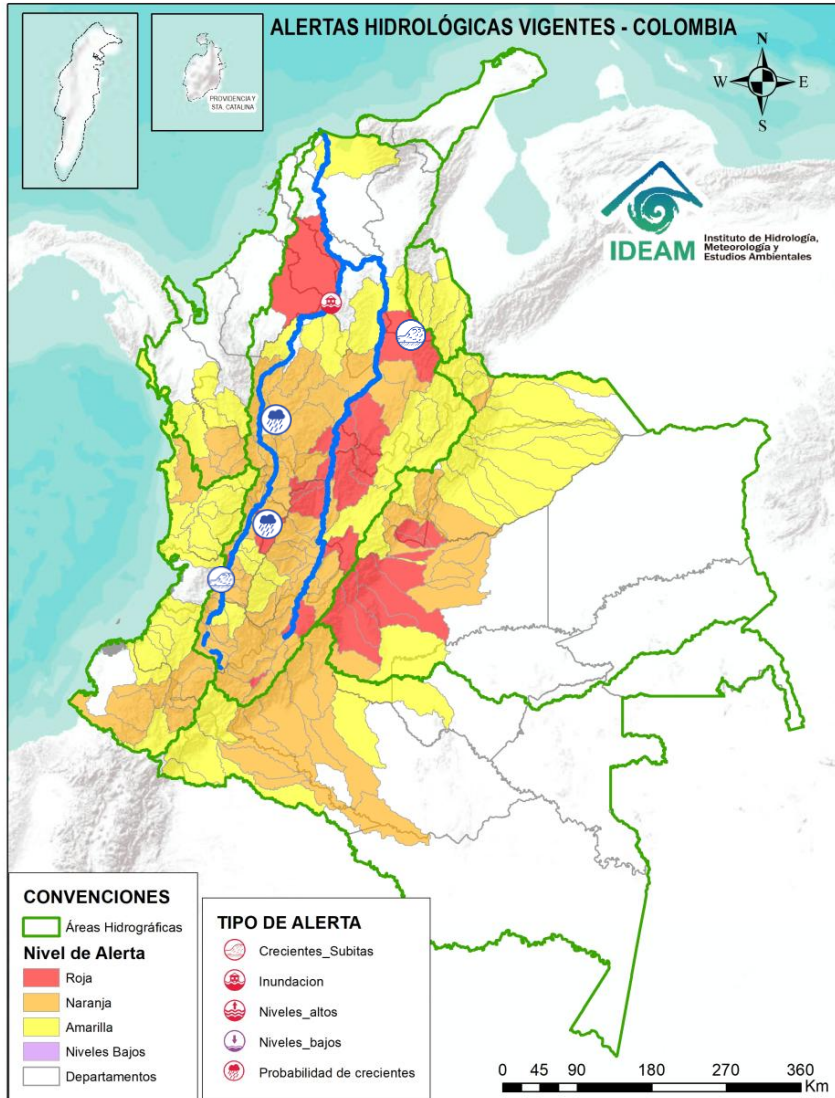 ALERTAS HIDROLÓGICAS VIGENTES - COLOMBIA
PROVIDENCIA Y
STA. CATALINA
N
W
E
S
IDEAM
Instituto de Hidrología,
Meteorología y
Estudios Ambientales
CONVENCIONES
Áreas Hidrográficas
Nivel de Alerta
Roja
Naranja
Amarilla
Niveles Bajos
Departamentos
TIPO DE ALERTA
Crecientes_Subitas
Inundacion
Niveles_altos
Niveles_bajos
Probabilidad de crecientes
0 45 90 180 270 360
Km